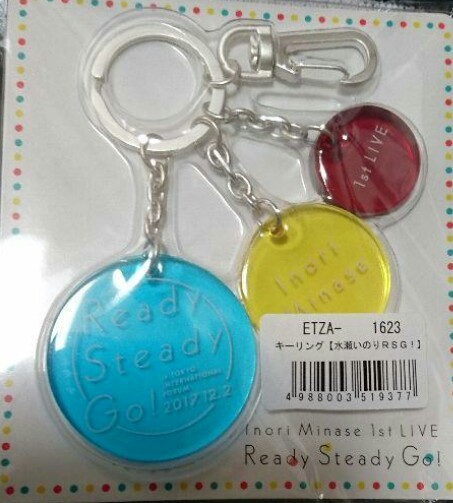 1st LIVE
Inori
Minase
Ready
Steady
Go!
TOKYO
INTERNATIONAL
FORUM
2017.12.2
ETZA- 1623
キーリング【水瀬いのりRSG!】
4 988003 519377
Inori Minase 1st LIVE
Ready Steady Go!